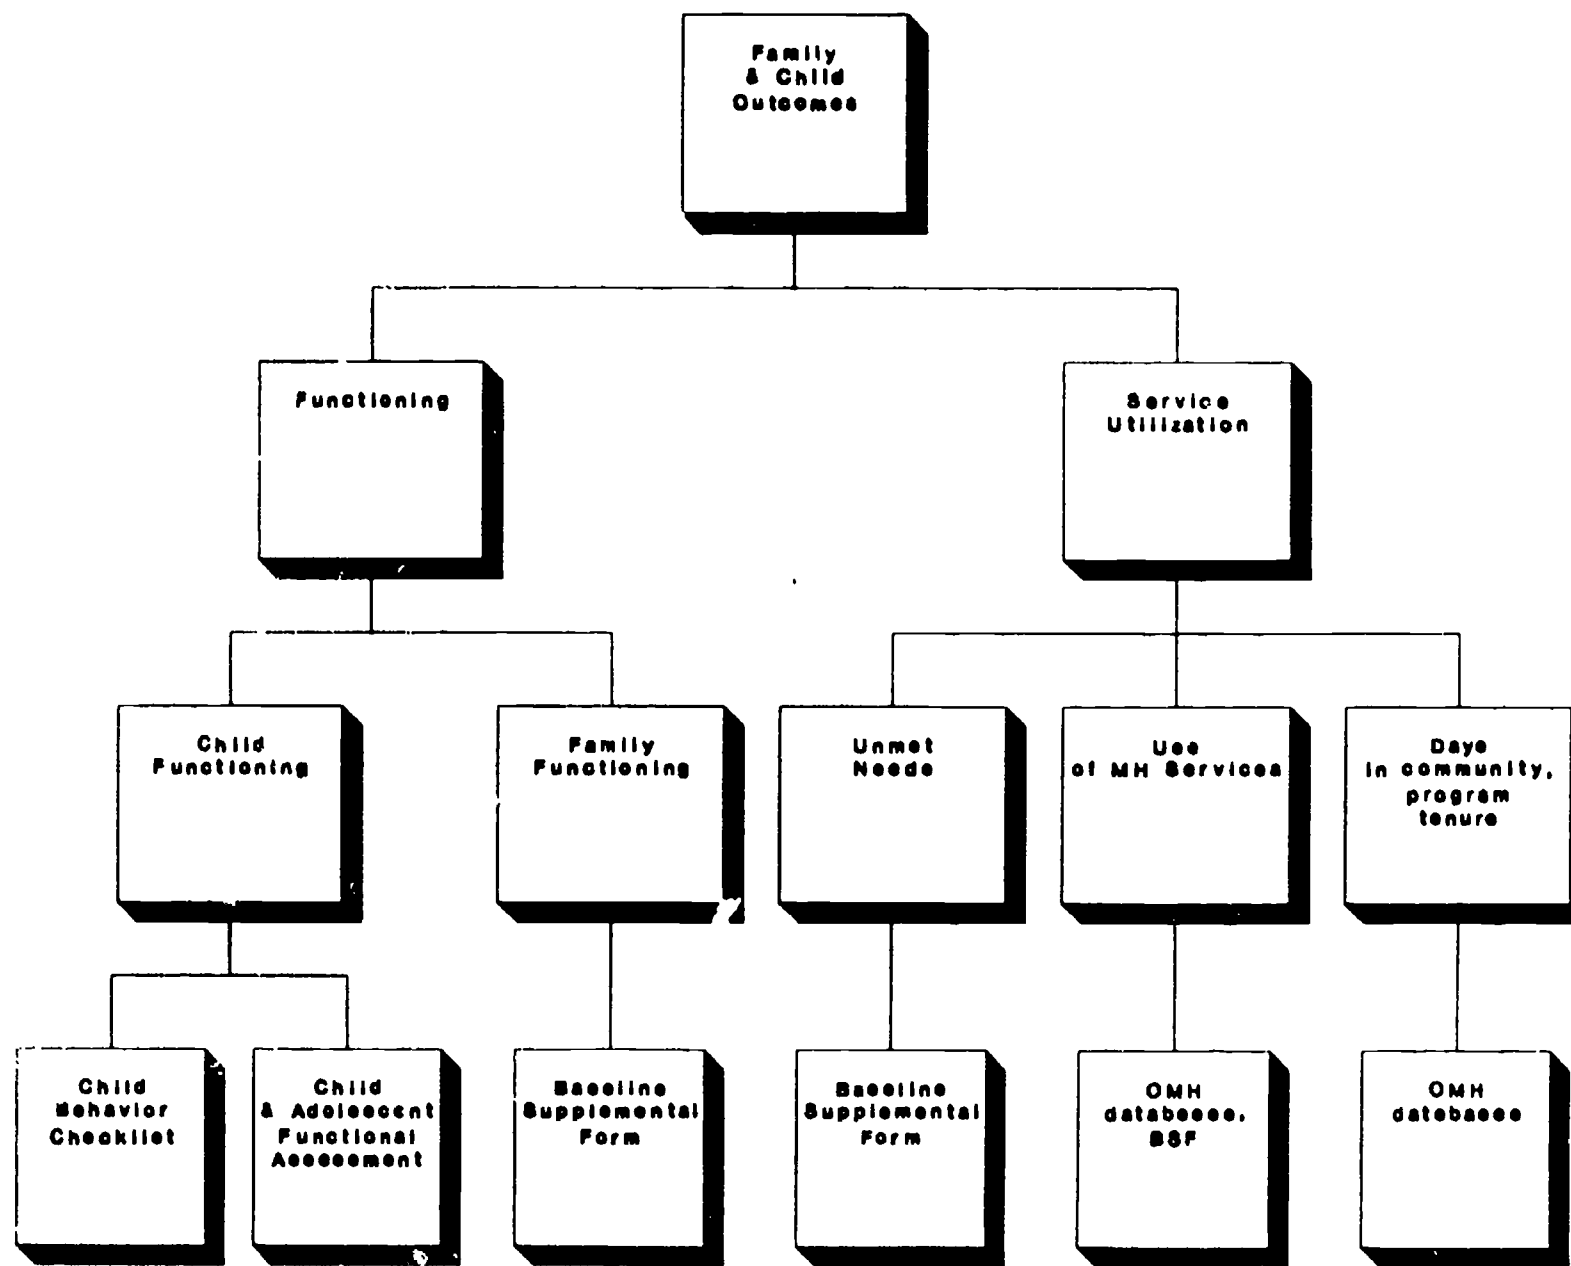 Family
& Child
Outcomes
Functioning
Service
Utilization
Child
Functioning
Family
Functioning
Unmet
Needs
Use
of MH Services
Days
in community,
program
tenure
Child
Behavior
Checklist
Child
& Adolescent
Functional
Assessment
Baseline
Supplemental
Form
Baseline
Supplemental
Form
OMH
databases,
BSF
OMH
databases